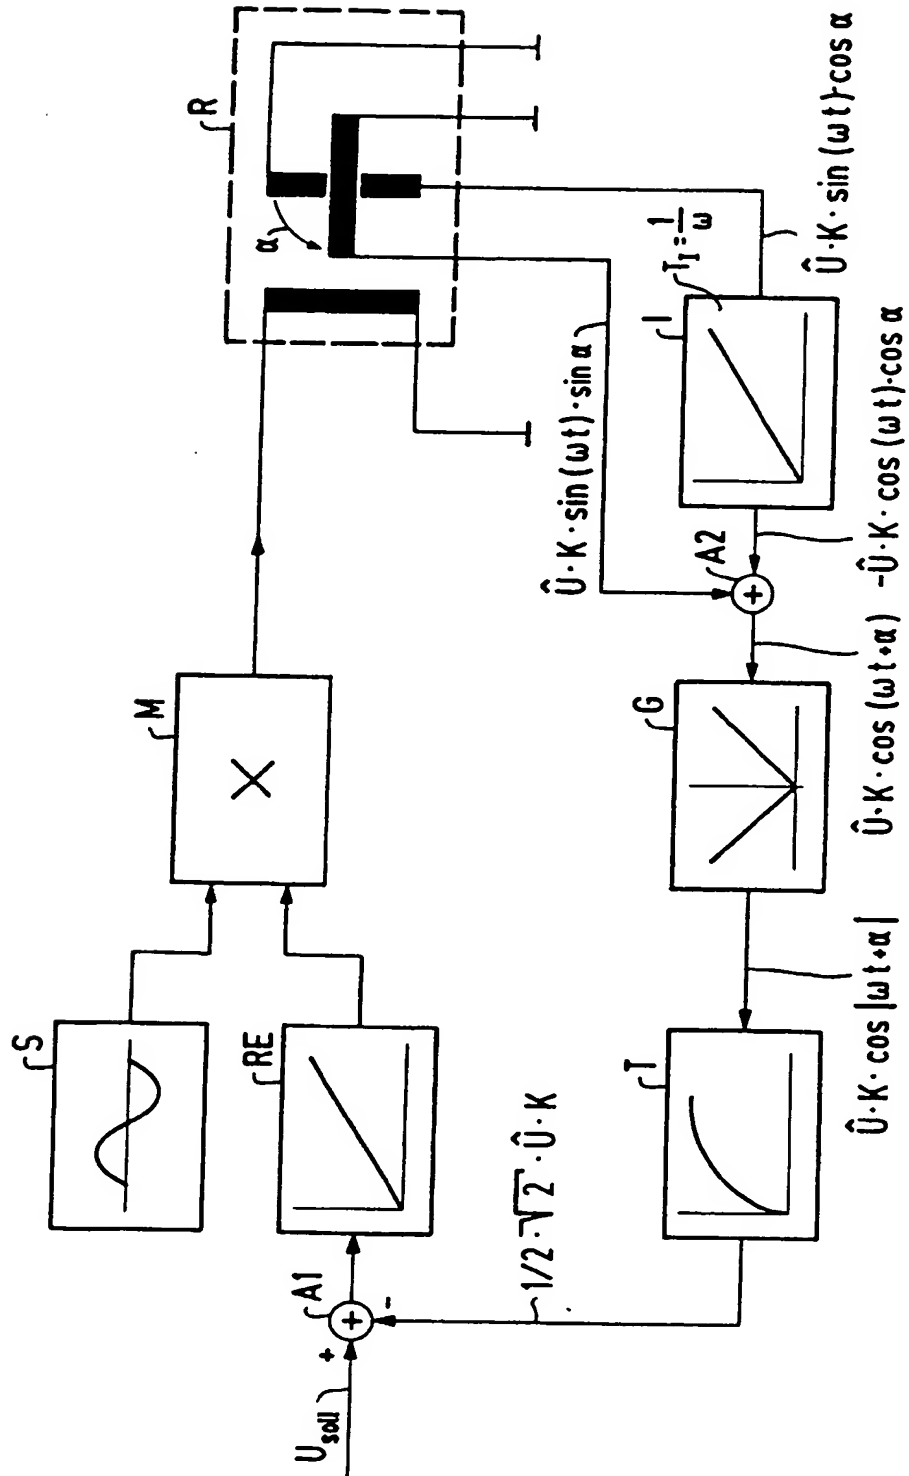 S
M
R
α
U_soll
+
A1
+
-
RE
1/2·√2·Û·K
Û·K·sin(ωt)·sin α
T
G
A2
+
I
T_I=1/ω
Û·K·cos|ωt+α|
Û·K·cos(ωt+α)
-Û·K·cos(ωt)·cos α
Û·K·sin(ωt)·cos α